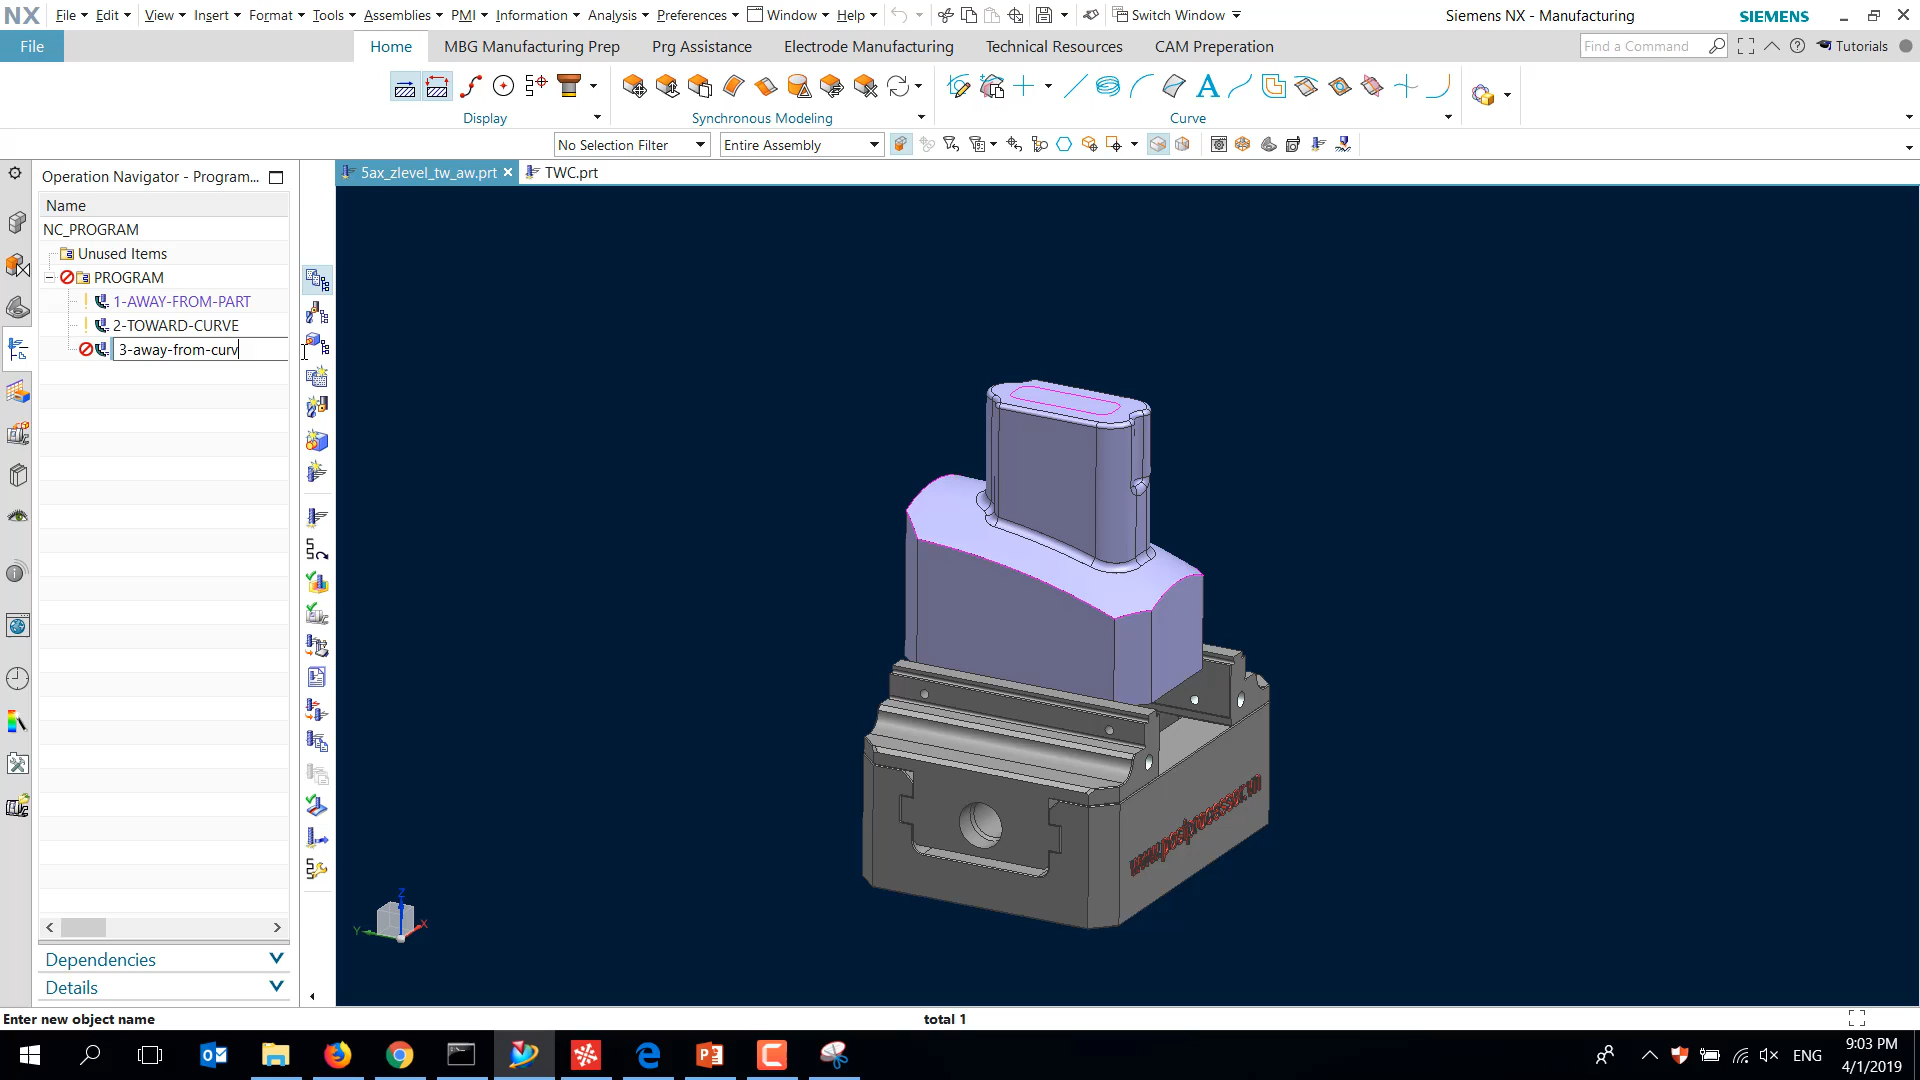 NX File Edit View Insert Format Tools Assemblies PMI Information Analysis Preferences Window Help Switch Window Siemens NX - Manufacturing SIEMENS
File Home MBG Manufacturing Prep Prg Assistance Electrode Manufacturing Technical Resources CAM Preperation Find a Command Tutorials
Display Synchronous Modeling Curve
No Selection Filter Entire Assembly
Operation Navigator - Program... 5ax_zlevel_tw_aw.prt TWC.prt
Name
NC_PROGRAM
Unused Items
PROGRAM
1-AWAY-FROM-PART
2-TOWARD-CURVE
3-away-from-curv
www.postprocessor.vn
Z
Y X
Dependencies
Details
Enter new object name total 1
ENG 9:03 PM
4/1/2019